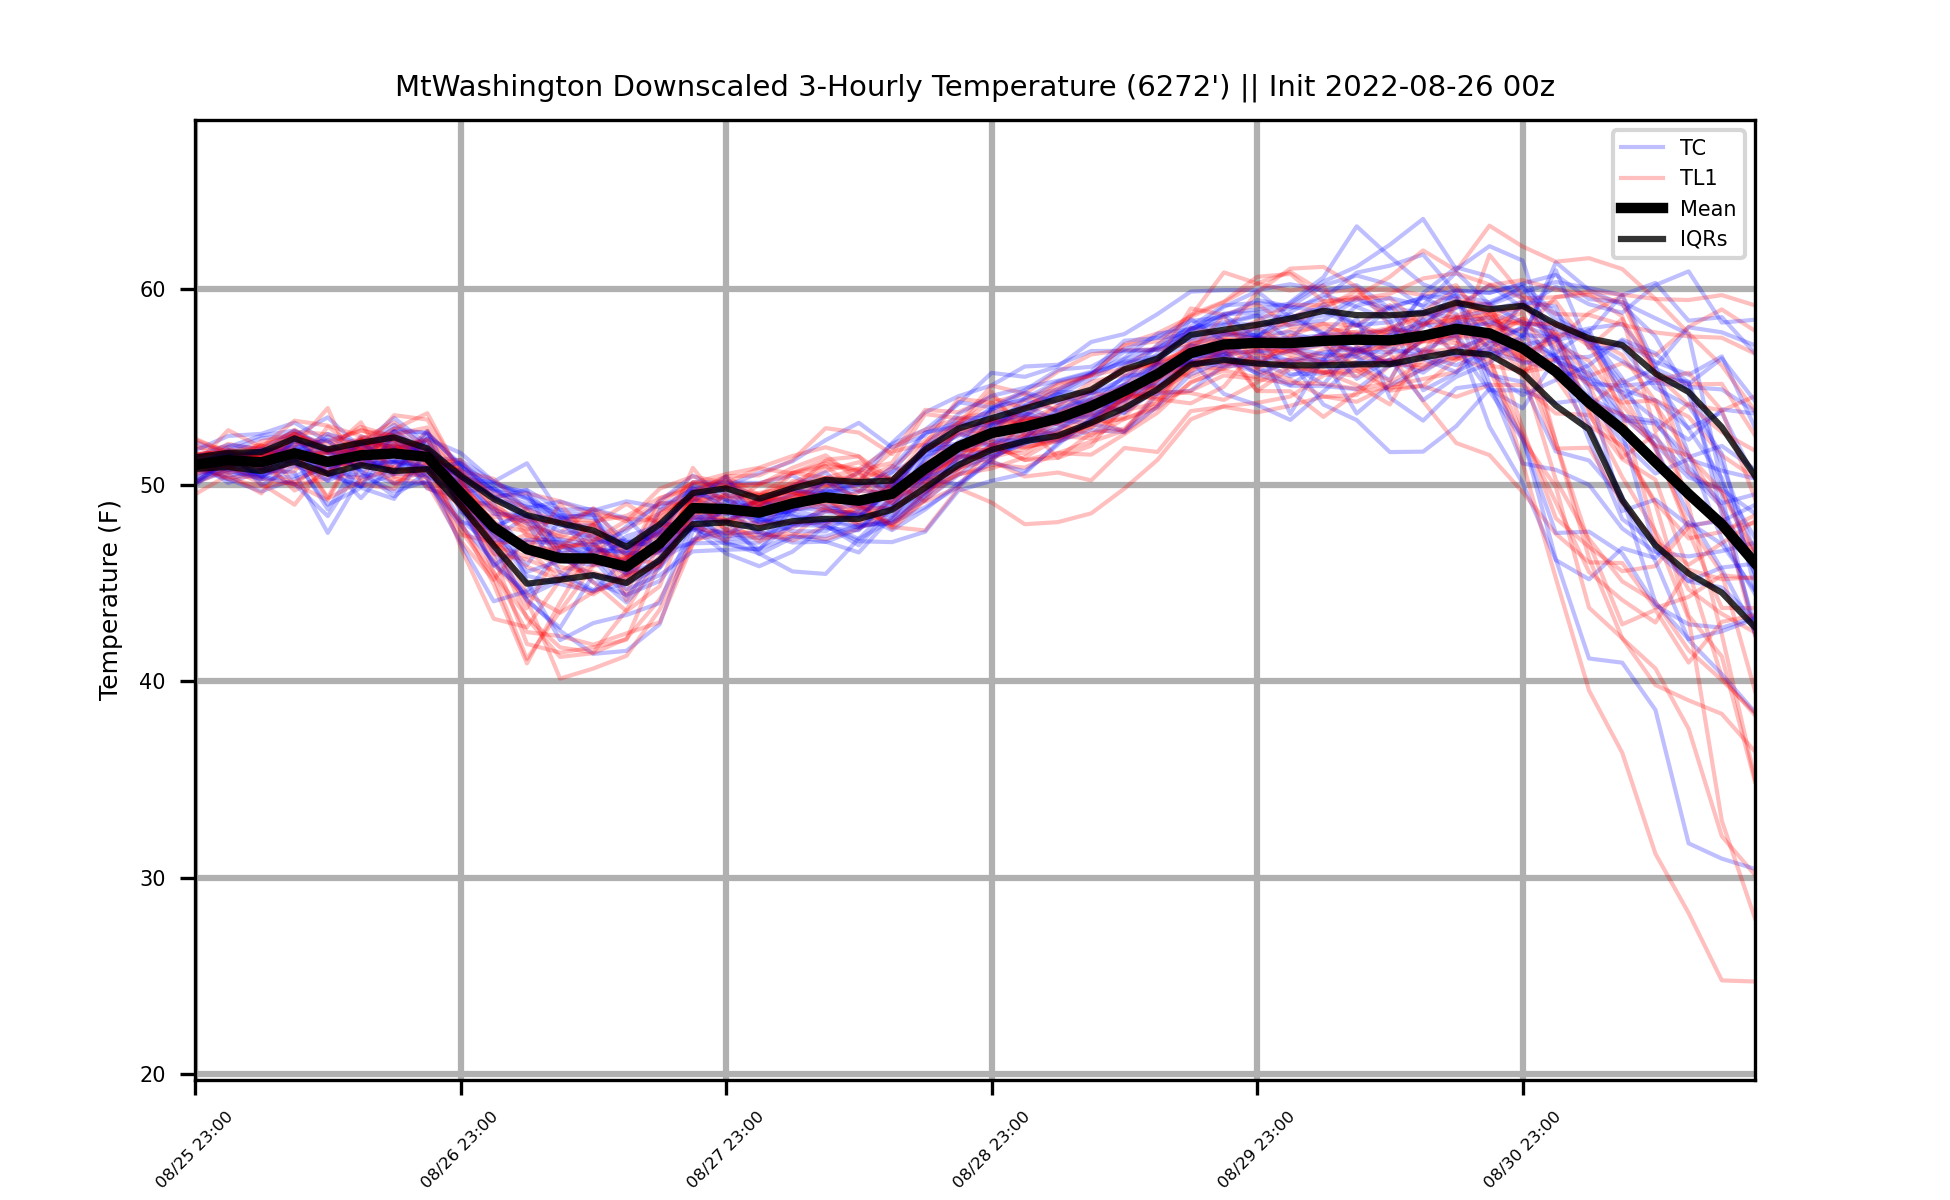 MtWashington Downscaled 3-Hourly Temperature (6272') || Init 2022-08-26 00z
TC
TL1
Mean
IQRs
Temperature (F)
60
50
40
30
20
08/25 23:00
08/26 23:00
08/27 23:00
08/28 23:00
08/29 23:00
08/30 23:00